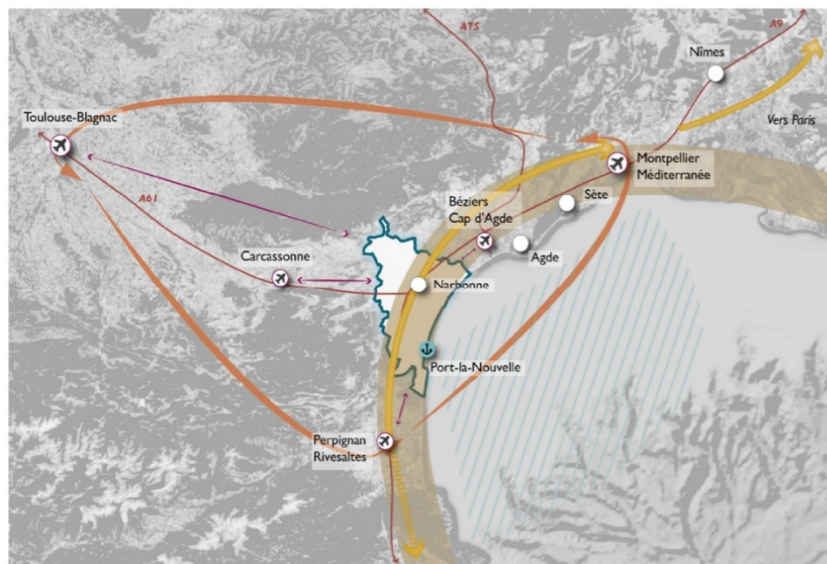 A75
A9
Nîmes
Toulouse-Blagnac
Vers Paris
Montpellier
Méditerranée
A61
Béziers
Cap d'Agde
Sète
Carcassonne
Agde
Narbonne
Port-la-Nouvelle
Perpignan
Rivesaltes